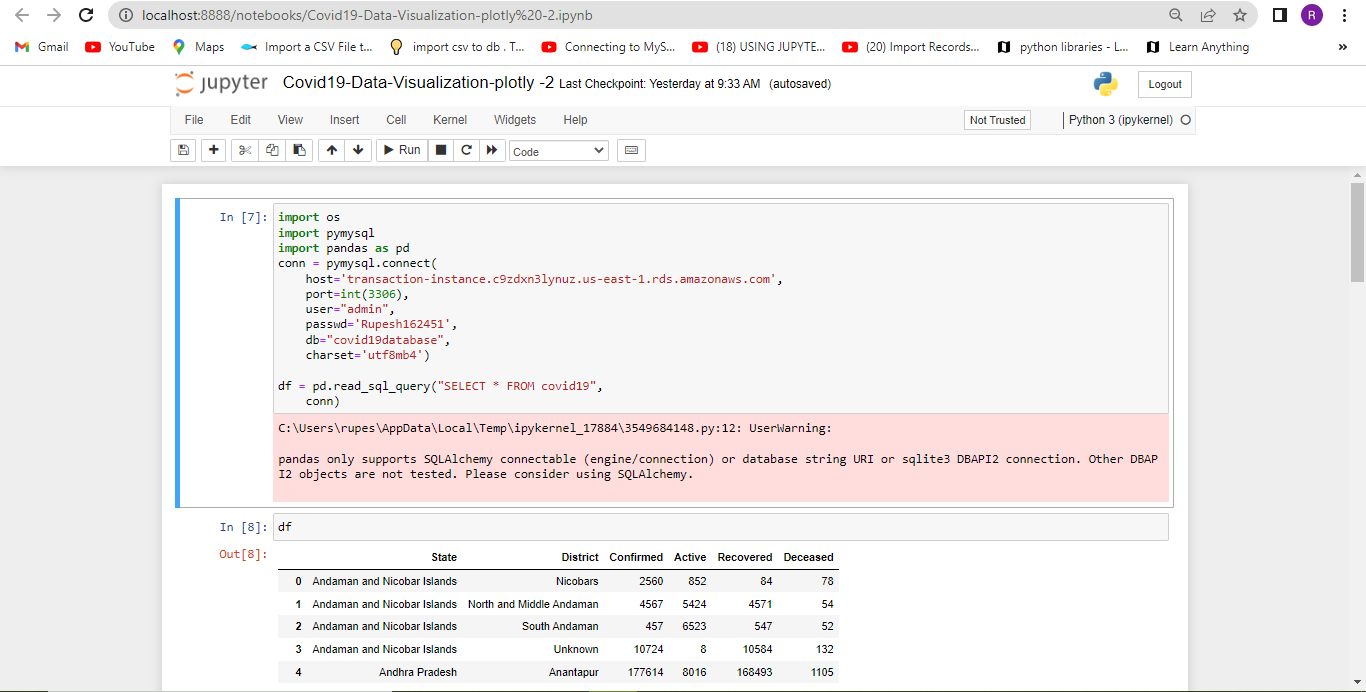 localhost:8888/notebooks/Covid19-Data-Visualization-plotly%20-2.ipynb
R
Gmail YouTube Maps Import a CSV File t... import csv to db . T... Connecting to MyS... (18) USING JUPYTE... (20) Import Records... python libraries - L... Learn Anything »
jupyter Covid19-Data-Visualization-plotly -2 Last Checkpoint: Yesterday at 9:33 AM (autosaved)
Logout
File Edit View Insert Cell Kernel Widgets Help Not Trusted Python 3 (ipykernel)
Run Code
In [7]: import os
import pymysql
import pandas as pd
conn = pymysql.connect(
host='transaction-instance.c9zdxn3lynuz.us-east-1.rds.amazonaws.com',
port=int(3306),
user="admin",
passwd='Rupesh162451',
db="covid19database",
charset='utf8mb4')
df = pd.read_sql_query("SELECT * FROM covid19",
conn)
C:\Users\rupes\AppData\Local\Temp\ipykernel_17884\3549684148.py:12: UserWarning:
pandas only supports SQLAlchemy connectable (engine/connection) or database string URI or sqlite3 DBAPI2 connection. Other DBAP
I2 objects are not tested. Please consider using SQLAlchemy.
In [8]: df
Out[8]: State District Confirmed Active Recovered Deceased
0 Andaman and Nicobar Islands Nicobars 2560 852 84 78
1 Andaman and Nicobar Islands North and Middle Andaman 4567 5424 4571 54
2 Andaman and Nicobar Islands South Andaman 457 6523 547 52
3 Andaman and Nicobar Islands Unknown 10724 8 10584 132
4 Andhra Pradesh Anantapur 177614 8016 168493 1105